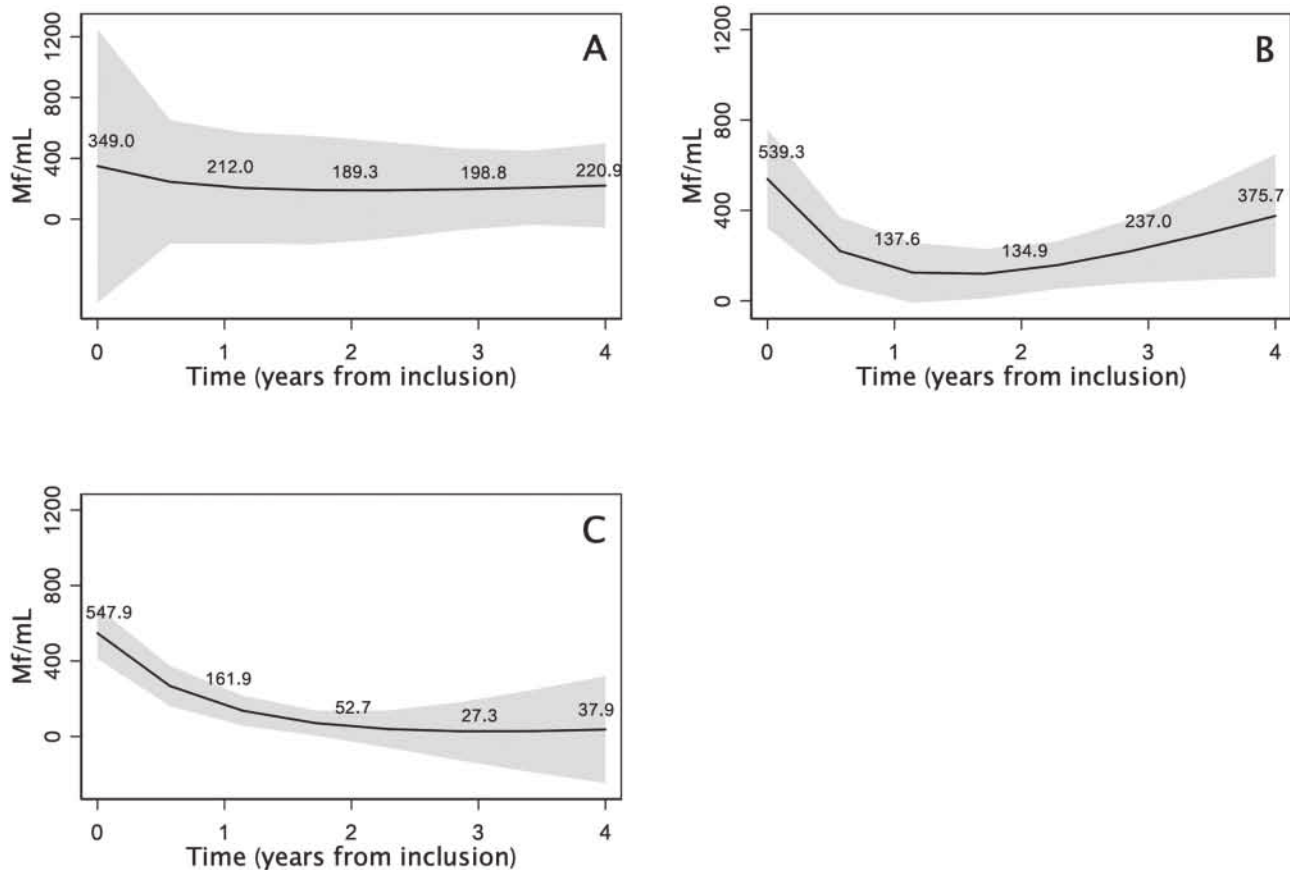 A
Mf/mL
1200
800
400
0
349.0
212.0
189.3
198.8
220.9
0 1 2 3 4
Time (years from inclusion)
B
Mf/mL
1200
800
400
0
539.3
137.6
134.9
237.0
375.7
0 1 2 3 4
Time (years from inclusion)
C
Mf/mL
1200
800
400
0
547.9
161.9
52.7
27.3
37.9
0 1 2 3 4
Time (years from inclusion)